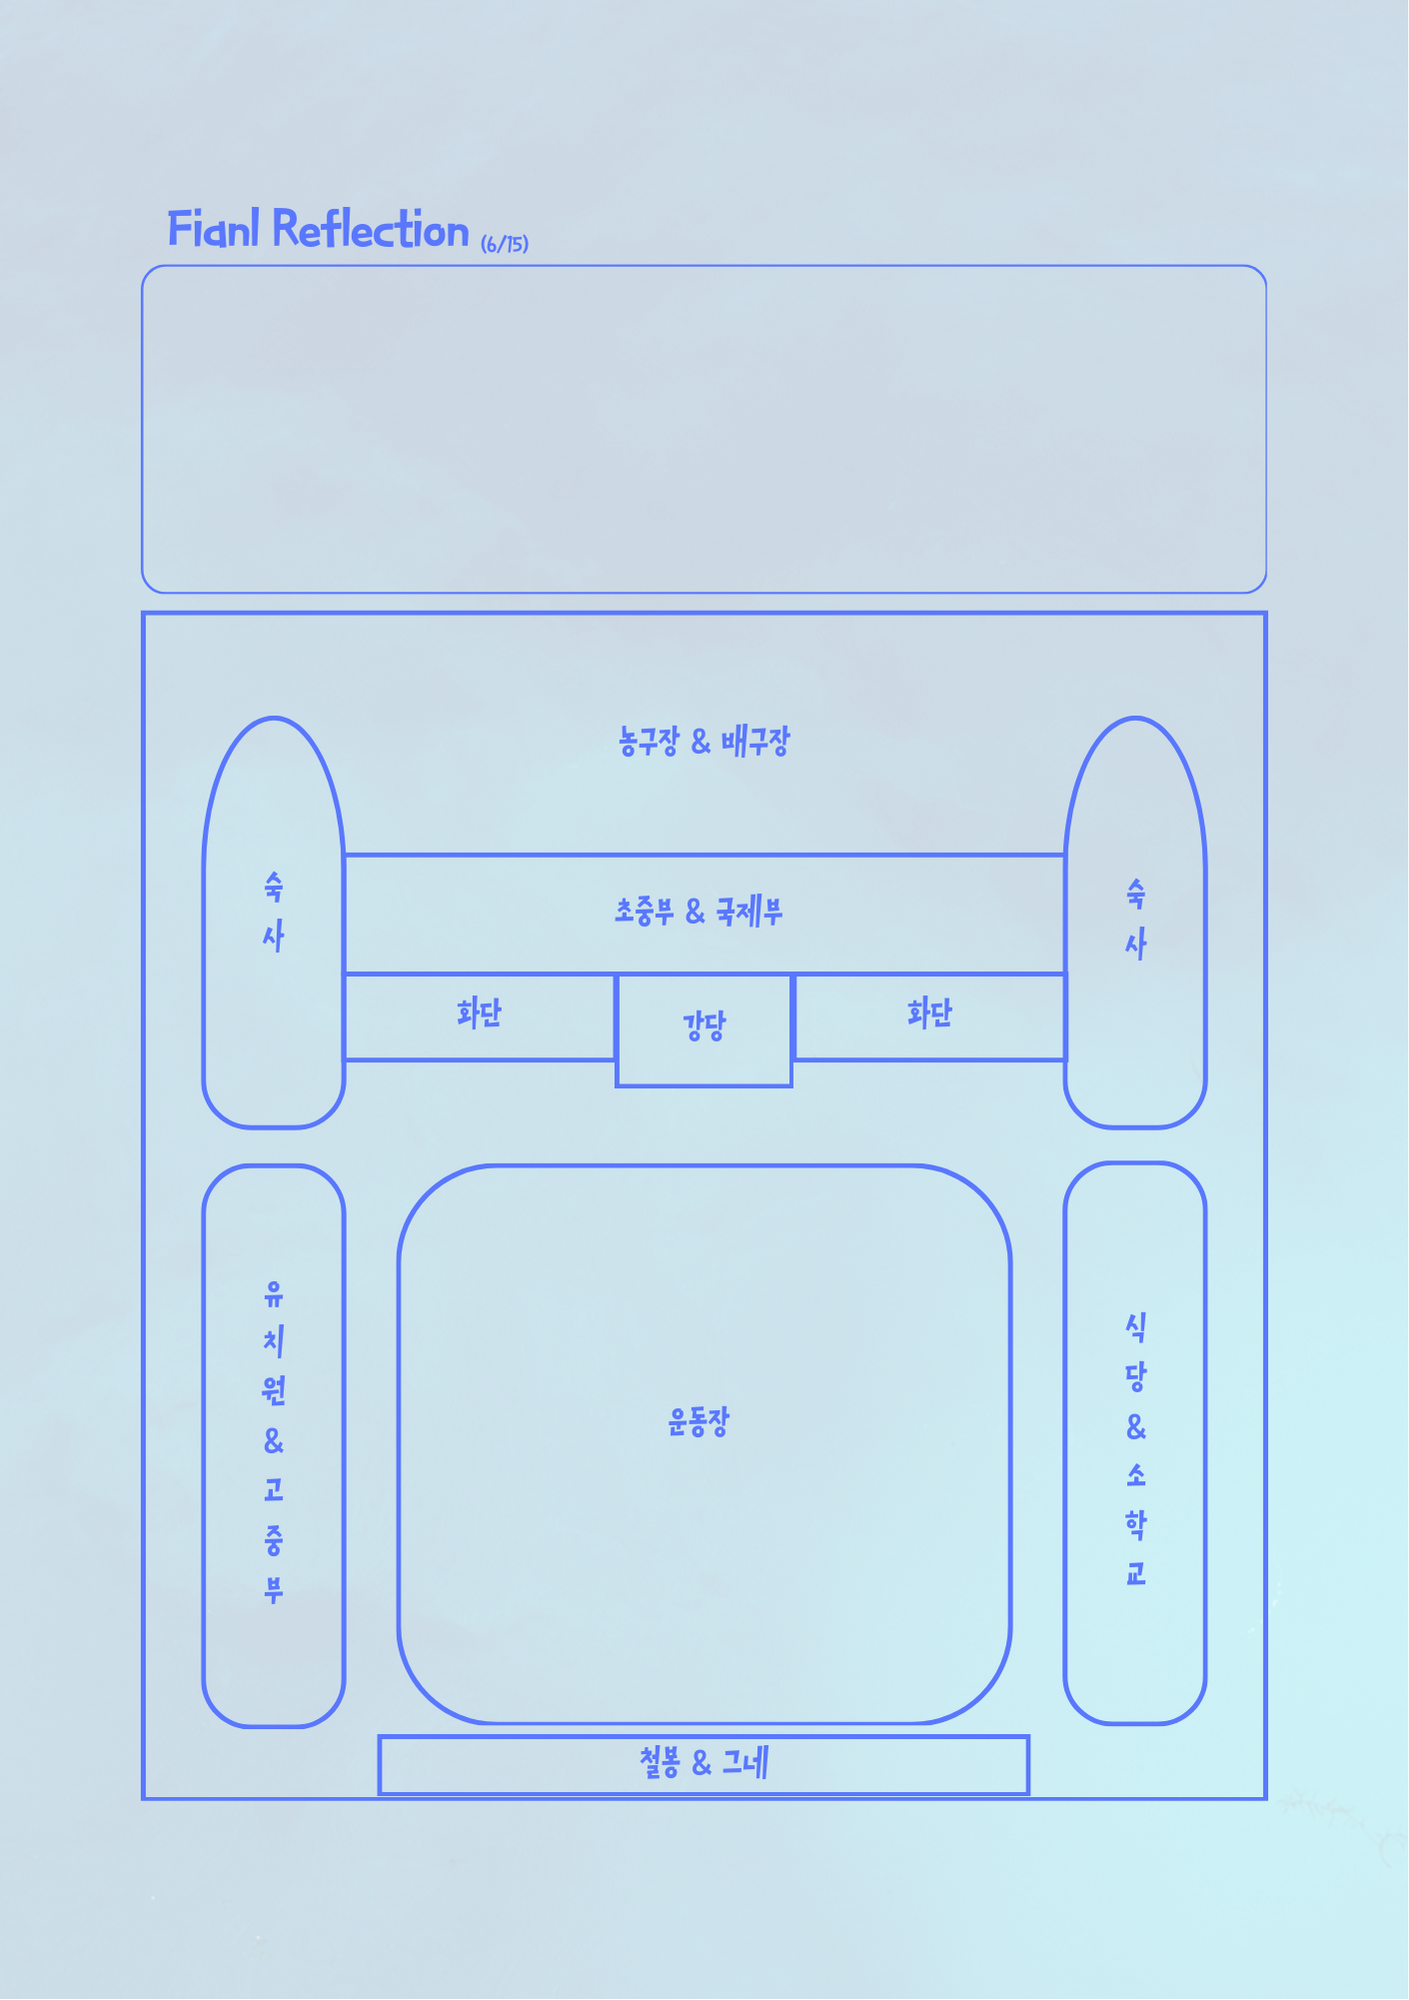 Fianl Reflection (6/15)
농구장 & 배구장
숙사
숙사
초중부 & 국제부
화단
강당
화단
유치원&고중부
운동장
식당&소학교
철봉 & 그네